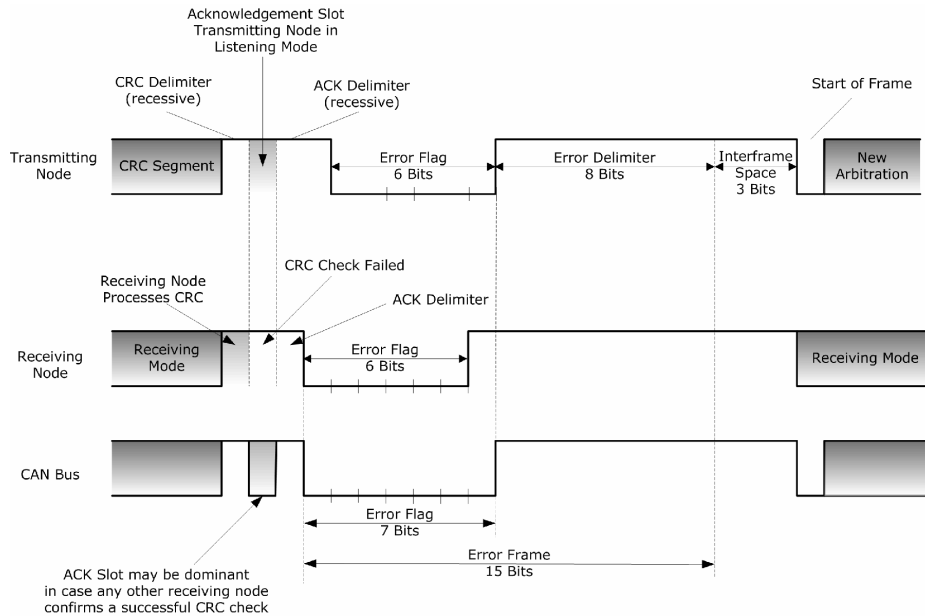 Acknowledgement Slot
Transmitting Node in
Listening Mode
CRC Delimiter
(recessive)
ACK Delimiter
(recessive)
Start of Frame
Transmitting
Node
CRC Segment
Error Flag
6 Bits
Error Delimiter
8 Bits
Interframe
Space
3 Bits
New
Arbitration
CRC Check Failed
Receiving Node
Processes CRC
ACK Delimiter
Receiving
Node
Receiving
Mode
Error Flag
6 Bits
Receiving Mode
CAN Bus
Error Flag
7 Bits
Error Frame
15 Bits
ACK Slot may be dominant
in case any other receiving node
confirms a successful CRC check